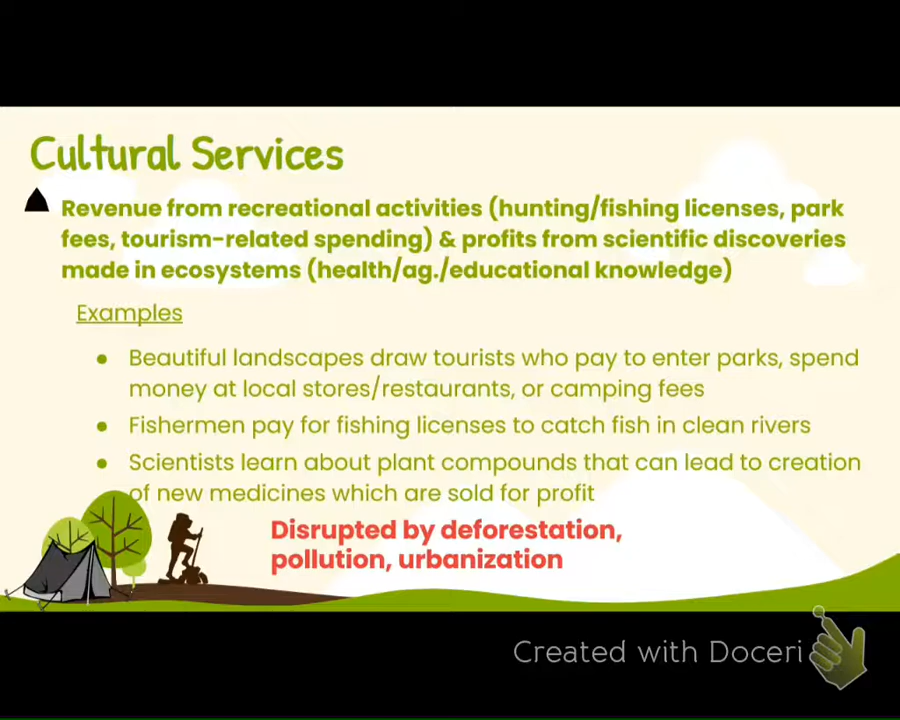 Cultural Services
Revenue from recreational activities (hunting/fishing licenses, park
fees, tourism-related spending) & profits from scientific discoveries
made in ecosystems (health/ag./educational knowledge)
Examples
● Beautiful landscapes draw tourists who pay to enter parks, spend
money at local stores/restaurants, or camping fees
● Fishermen pay for fishing licenses to catch fish in clean rivers
● Scientists learn about plant compounds that can lead to creation
of new medicines which are sold for profit
Disrupted by deforestation,
pollution, urbanization
Created with Doceri